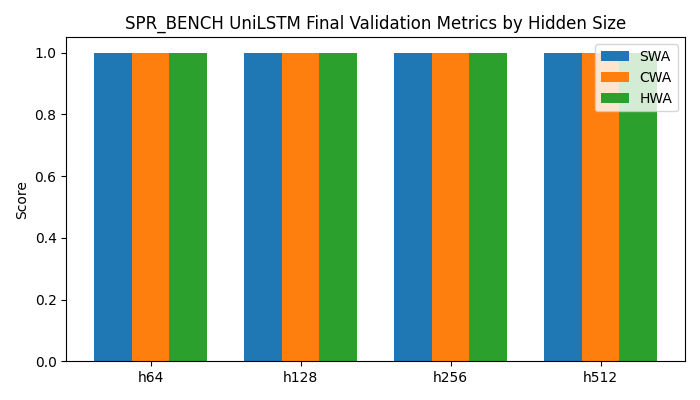 SPR_BENCH UniLSTM Final Validation Metrics by Hidden Size
SWA
CWA
HWA
Score
1.0
0.8
0.6
0.4
0.2
0.0
h64 h128 h256 h512